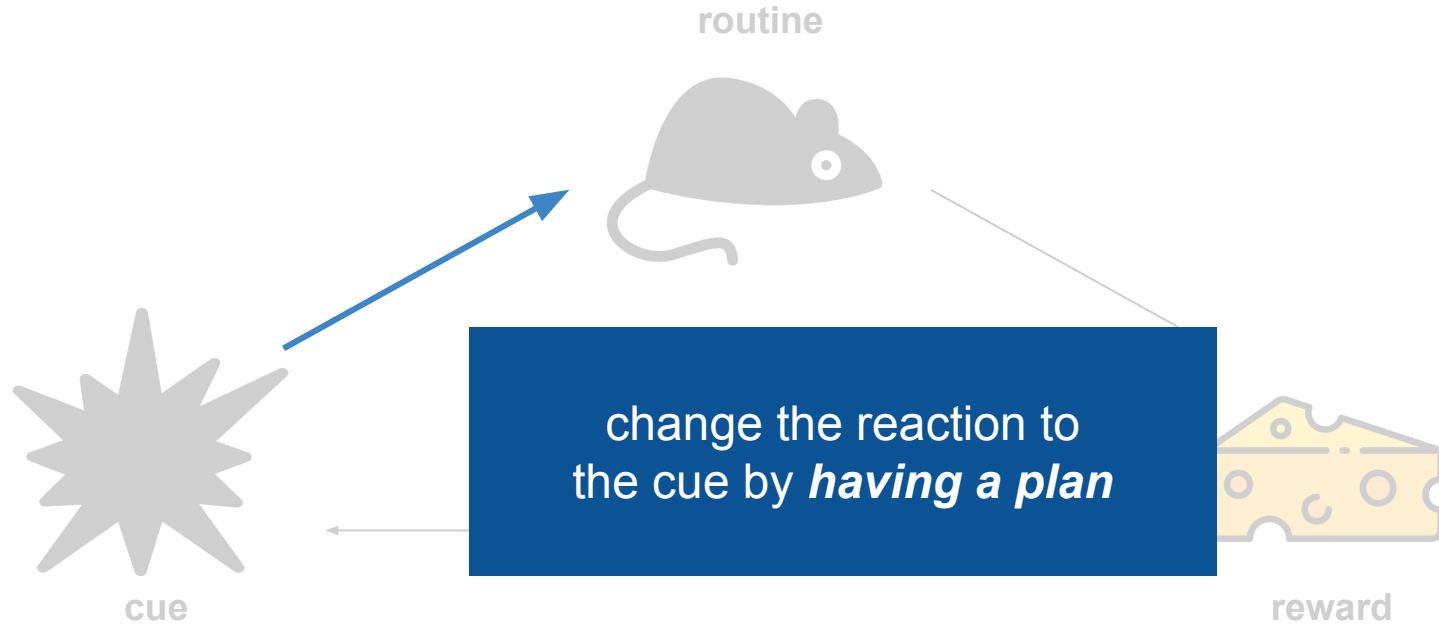 routine
change the reaction to
the cue by having a plan
cue
reward